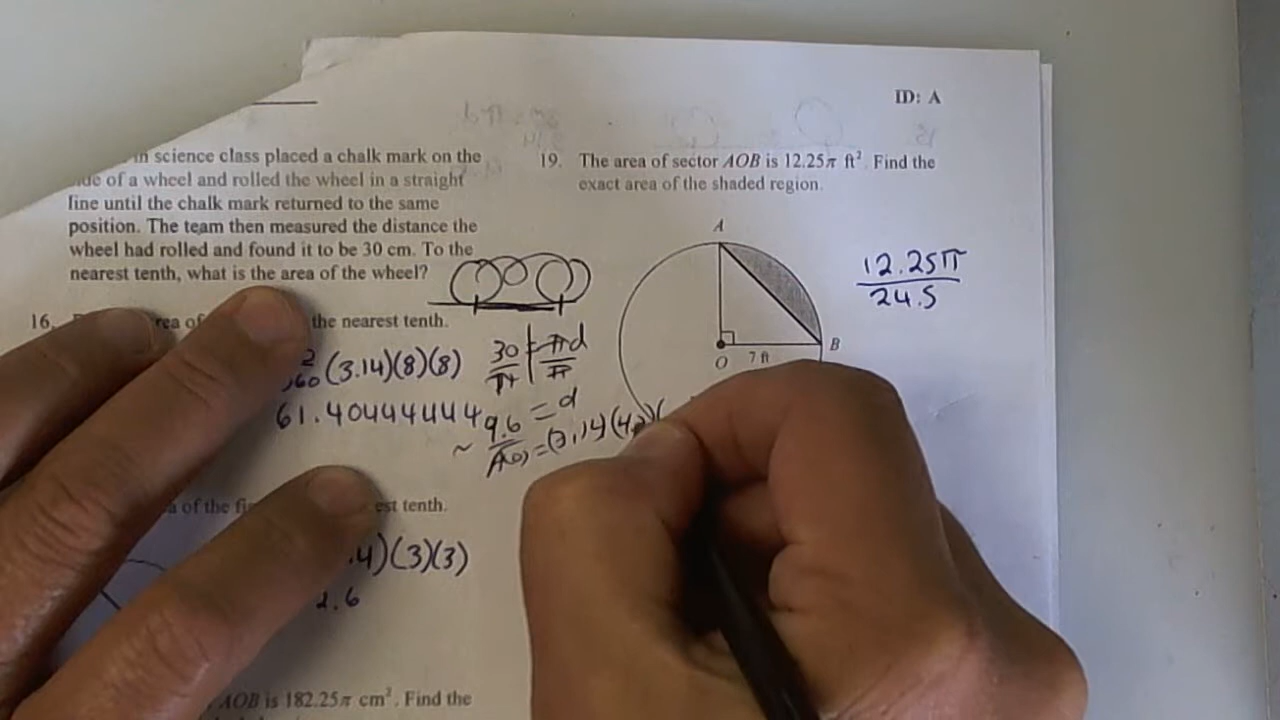 ID: A
in science class placed a chalk mark on the
of a wheel and rolled the wheel in a straight
line until the chalk mark returned to the same
position. The team then measured the distance the
wheel had rolled and found it to be 30 cm. To the
nearest tenth, what is the area of the wheel?
16.
the nearest tenth.
(3.14)(8)(8)
61.40444444
30 πd
π π
9.6 = d
~
of the
tenth.
)(3)(3)
AOB is 182.25π cm². Find the
19. The area of sector AOB is 12.25π ft². Find the
exact area of the shaded region.
A
B
O 7 ft
12.25π
24.5